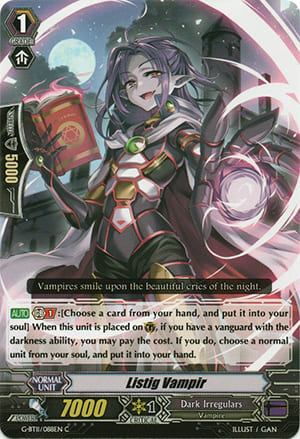 1
GRADE
SHIELD
5000
Vampires smile upon the beautiful cries of the night.
AUTO 1 :[Choose a card from your hand, and put it into your
soul] When this unit is placed on , if you have a vanguard with the
darkness ability, you may pay the cost. If you do, choose a normal
unit from your soul, and put it into your hand.
NORMAL
UNIT
Listig Vampir
POWER
7000
1
CRITICAL
Dark Irregulars
Vampire
G-BT11/088EN C
ILLUST / GAN